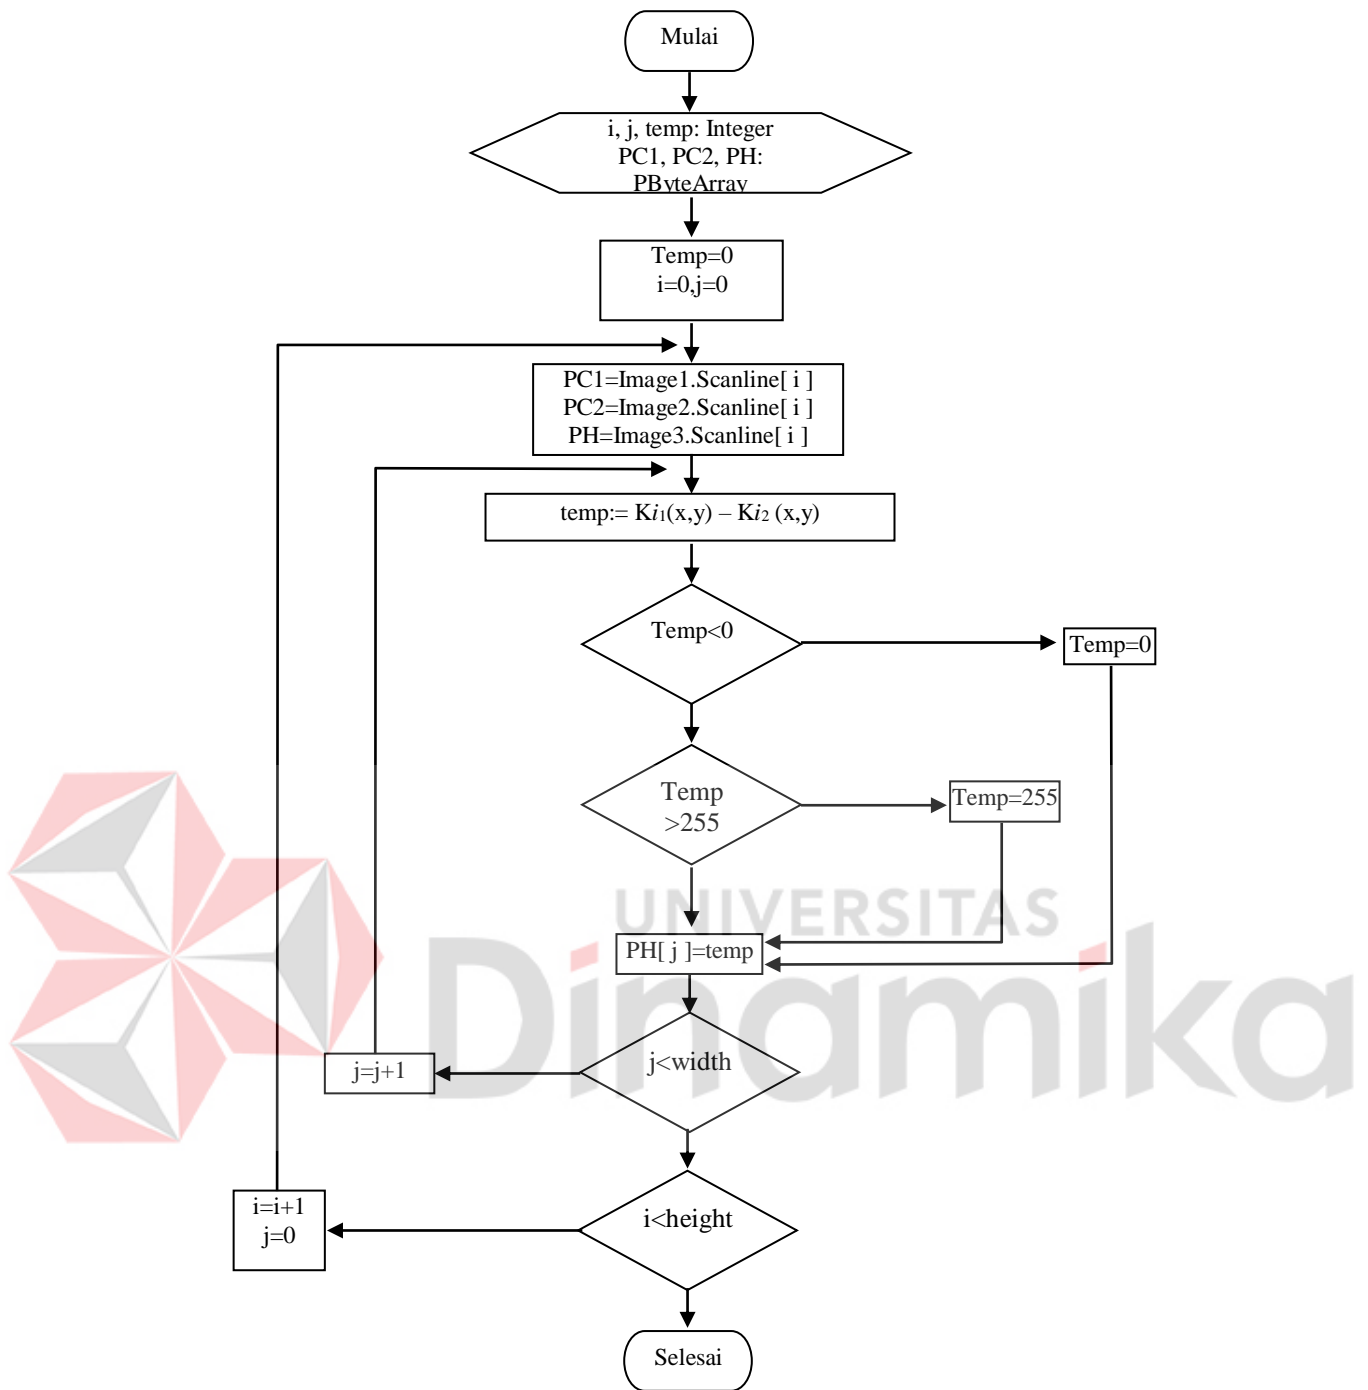 Mulai
i, j, temp: Integer
PC1, PC2, PH:
PByteArray
Temp=0
i=0,j=0
PC1=Image1.Scanline[ i ]
PC2=Image2.Scanline[ i ]
PH=Image3.Scanline[ i ]
temp:= Ki₁(x,y) – Ki₂ (x,y)
Temp<0
Temp=0
Temp
>255
Temp=255
UNIVERSITAS
Dinamika
PH[ j ]=temp
j<width
j=j+1
i<height
i=i+1
j=0
Selesai